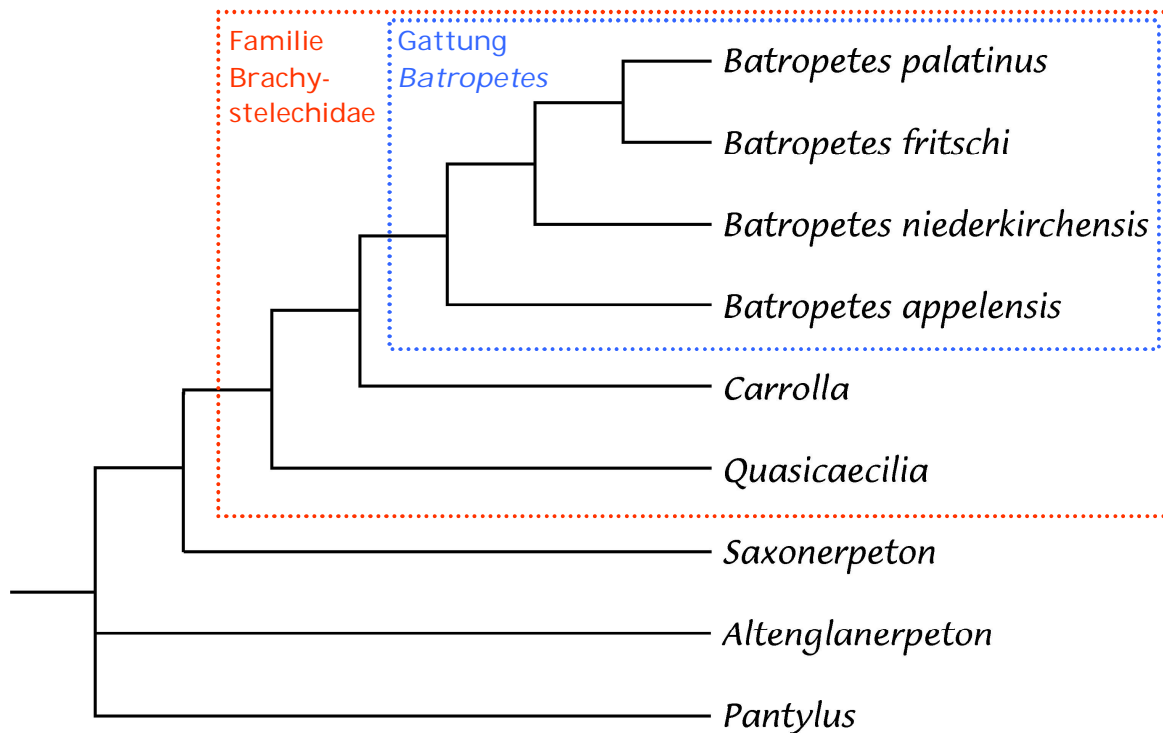 Familie
Brachy-
stelechidae
Gattung
Batropetes
Batropetes palatinus
Batropetes fritschi
Batropetes niederkirchensis
Batropetes appelensis
Carrolla
Quasicaecilia
Saxonerpeton
Altenglanerpeton
Pantylus